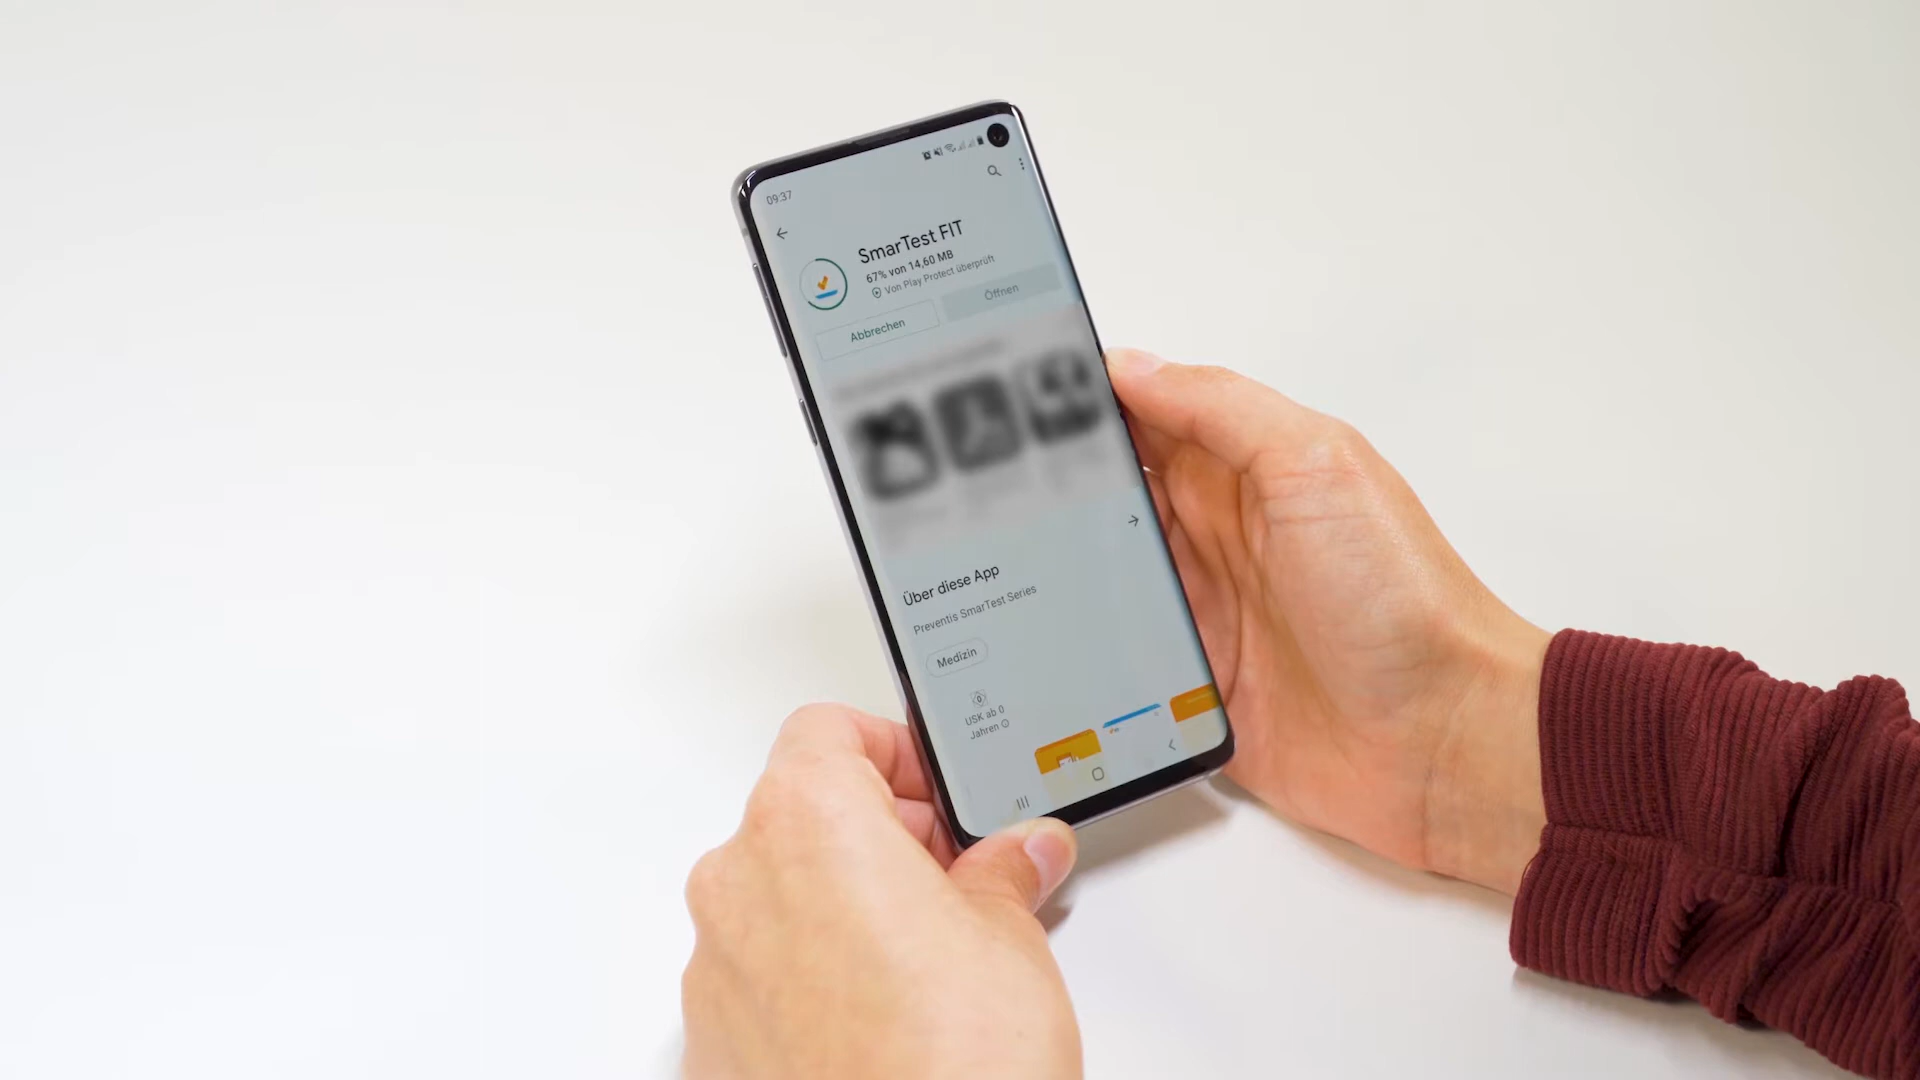 09:37
SmarTest FIT
67% von 14,60 MB
Von Play Protect überprüft
Abbrechen
Öffnen
Über diese App
Preventis SmarTest Series
Medizin
0
USK ab 0
Jahren